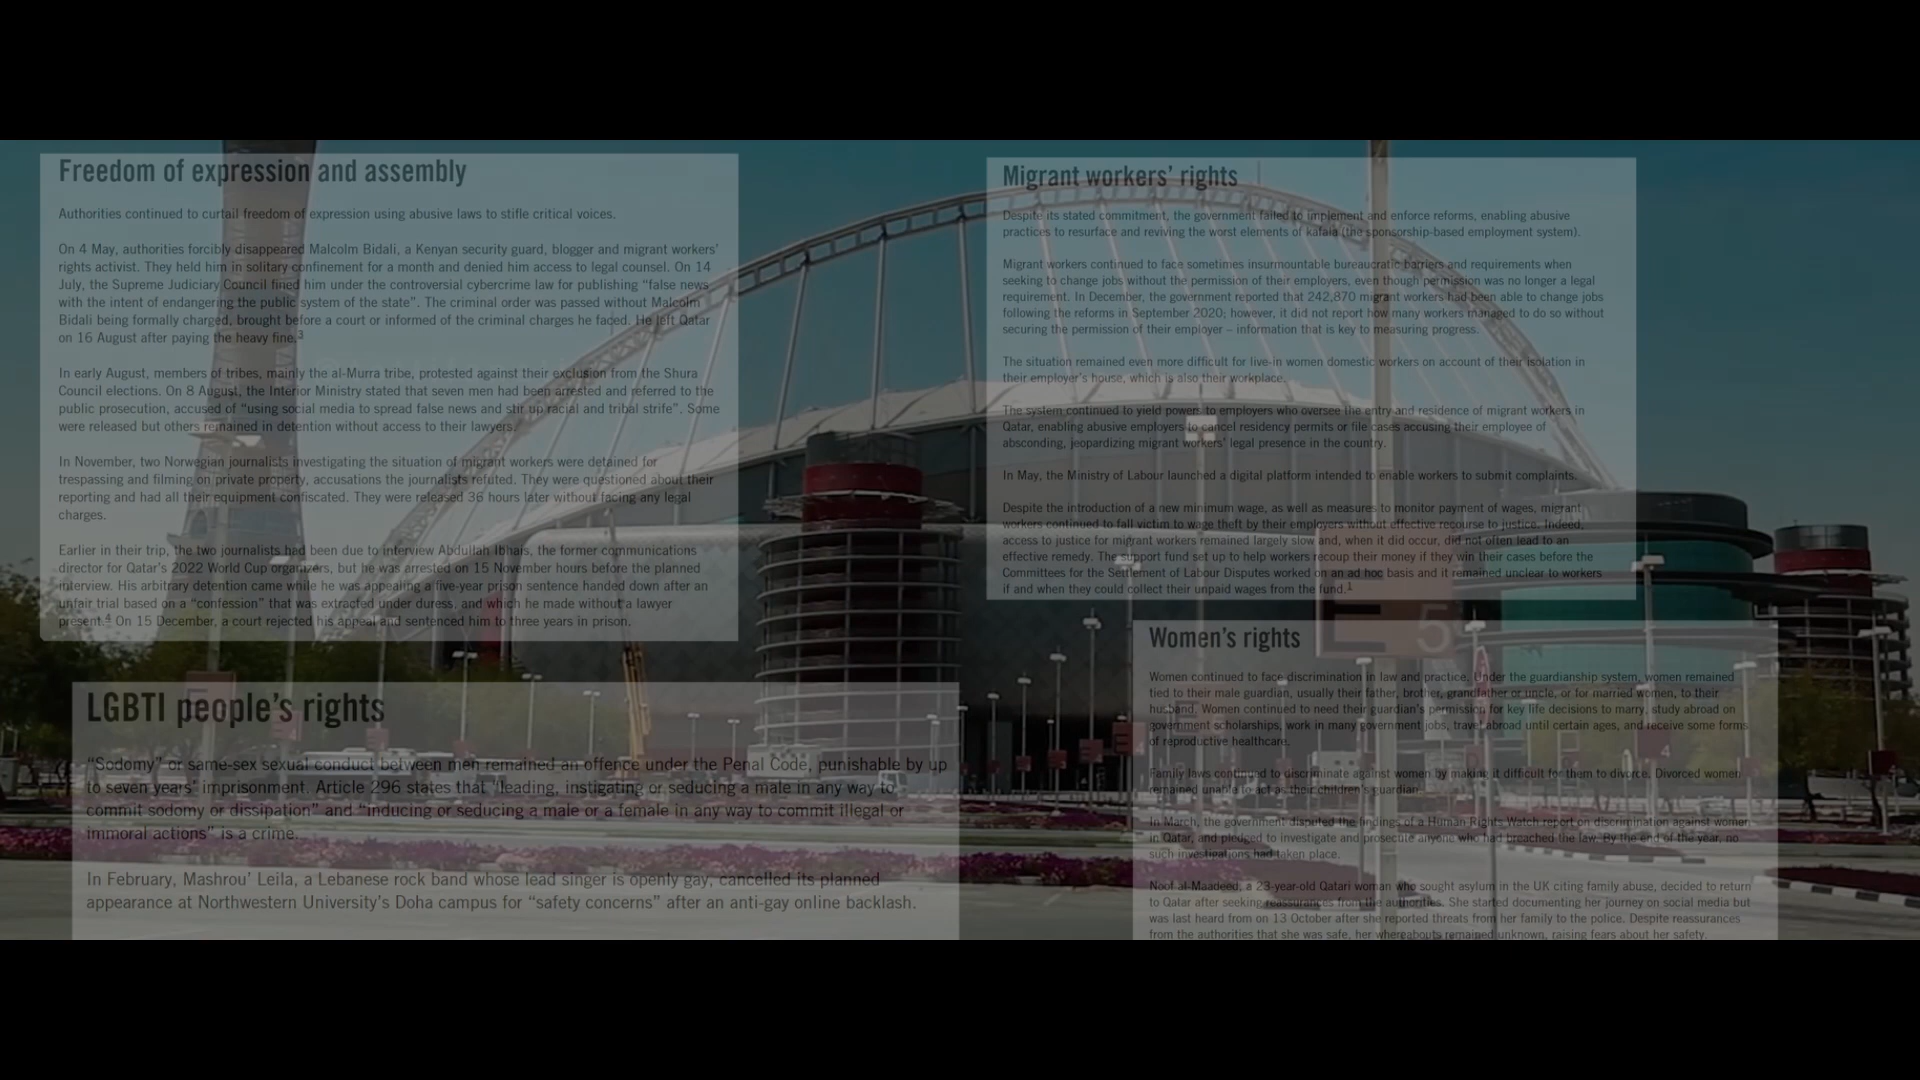 Freedom of expression and assembly
Authorities continued to curtail freedom of expression using abusive laws to stifle critical voices.
On 4 May, authorities forcibly disappeared Malcolm Bidali, a Kenyan security guard, blogger and migrant workers’
rights activist. They held him in solitary confinement for a month and denied him access to legal counsel. On 14
July, the Supreme Judiciary Council fined him under the controversial cybercrime law for publishing “false news
with the intent of endangering the public system of the state”. The criminal order was passed without Malcolm
Bidali being formally charged, brought before a court or informed of the criminal charges he faced. He left Qatar
on 16 August after paying the heavy fine.3
In early August, members of tribes, mainly the al-Murra tribe, protested against their exclusion from the Shura
Council elections. On 8 August, the Interior Ministry stated that seven men had been arrested and referred to the
public prosecution, accused of “using social media to spread false news and stir up racial and tribal strife”. Some
were released but others remained in detention without access to their lawyers.
In November, two Norwegian journalists investigating the situation of migrant workers were detained for
trespassing and filming on private property, accusations the journalists refuted. They were questioned about their
reporting and had all their equipment confiscated. They were released 36 hours later without facing any legal
charges.
Earlier in their trip, the two journalists had been due to interview Abdullah Ibhais, the former communications
director for Qatar’s 2022 World Cup organizers, but he was arrested on 15 November hours before the planned
interview. His arbitrary detention came while he was appealing a five-year prison sentence handed down after an
unfair trial based on a “confession” that was extracted under duress, and which he made without a lawyer
present.4 On 15 December, a court rejected his appeal and sentenced him to three years in prison.
LGBTI people’s rights
“Sodomy” or same-sex sexual conduct between men remained an offence under the Penal Code, punishable by up
to seven years’ imprisonment. Article 296 states that “leading, instigating or seducing a male in any way to
commit sodomy or dissipation” and “inducing or seducing a male or a female in any way to commit illegal or
immoral actions” is a crime.
In February, Mashrou’ Leila, a Lebanese rock band whose lead singer is openly gay, cancelled its planned
appearance at Northwestern University’s Doha campus for “safety concerns” after an anti-gay online backlash.
Migrant workers’ rights
Despite its stated commitment, the government failed to implement and enforce reforms, enabling abusive
practices to resurface and reviving the worst elements of kafala (the sponsorship-based employment system).
Migrant workers continued to face sometimes insurmountable bureaucratic barriers and requirements when
seeking to change jobs without the permission of their employers, even though permission was no longer a legal
requirement. In December, the government reported that 242,870 migrant workers had been able to change jobs
following the reforms in September 2020; however, it did not report how many workers managed to do so without
securing the permission of their employer – information that is key to measuring progress.
The situation remained even more difficult for live-in women domestic workers on account of their isolation in
their employer’s house, which is also their workplace.
The system continued to yield powers to employers who oversee the entry and residence of migrant workers in
Qatar, enabling abusive employers to cancel residency permits or file cases accusing their employee of
absconding, jeopardizing migrant workers’ legal presence in the country.
In May, the Ministry of Labour launched a digital platform intended to enable workers to submit complaints.
Despite the introduction of a new minimum wage, as well as measures to monitor payment of wages, migrant
workers continued to fall victim to wage theft by their employers without effective recourse to justice. Indeed,
access to justice for migrant workers remained largely slow and, when it did occur, did not often lead to an
effective remedy. The support fund set up to help workers recoup their money if they win their cases before the
Committees for the Settlement of Labour Disputes worked on an ad hoc basis and it remained unclear to workers
if and when they could collect their unpaid wages from the fund.1
E 5
Women’s rights
Women continued to face discrimination in law and practice. Under the guardianship system, women remained
tied to their male guardian, usually their father, brother, grandfather or uncle, or for married women, to their
husband. Women continued to need their guardian’s permission for key life decisions to marry, study abroad on
government scholarships, work in many government jobs, travel abroad until certain ages, and receive some forms
of reproductive healthcare.
Family laws continued to discriminate against women by making it difficult for them to divorce. Divorced women
remained unable to act as their children’s guardian.
In March, the government disputed the findings of a Human Rights Watch report on discrimination against women
in Qatar, and pledged to investigate and prosecute anyone who had breached the law. By the end of the year, no
such investigations had taken place.
Noof al-Maadeed, a 23-year-old Qatari woman who sought asylum in the UK citing family abuse, decided to return
to Qatar after seeking reassurances from the authorities. She started documenting her journey on social media but
was last heard from on 13 October after she reported threats from her family to the police. Despite reassurances
from the authorities that she was safe, her whereabouts remained unknown, raising fears about her safety.
4